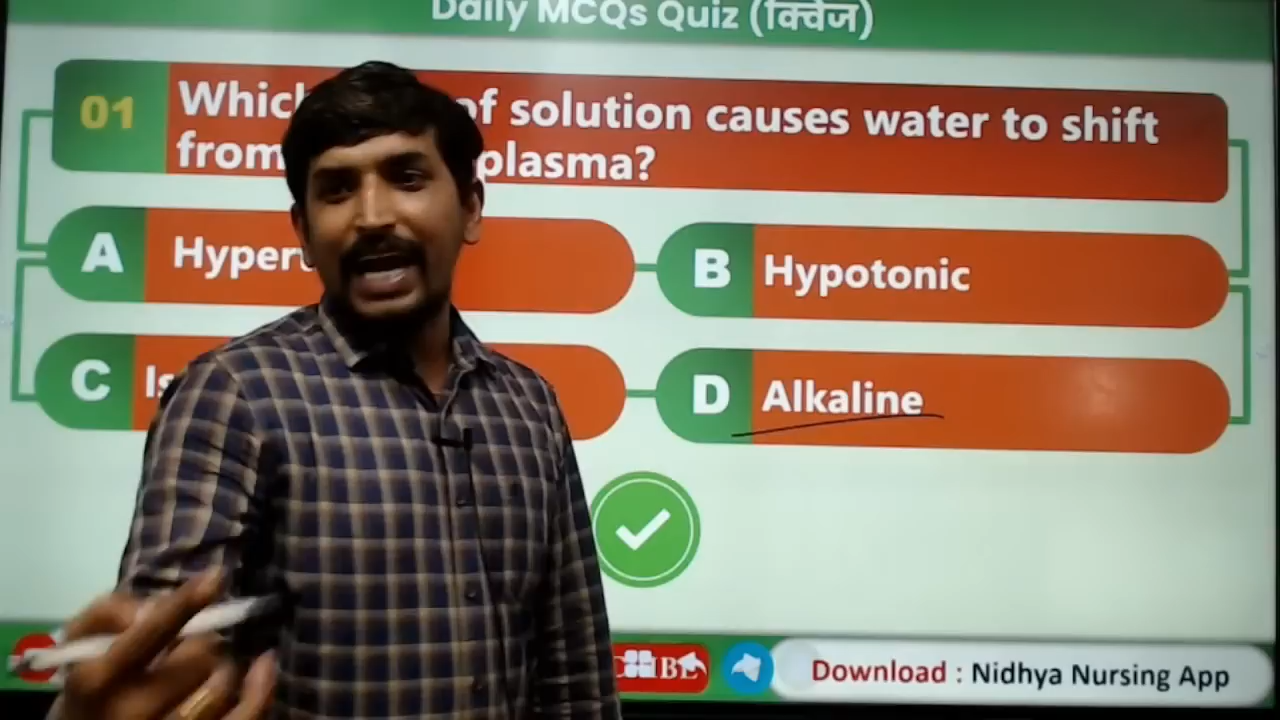 Daily MCQs Quiz (क्विज)
01
Which of solution causes water to shift
from plasma?
A
Hyper
B Hypotonic
C Is
D Alkaline
Download : Nidhya Nursing App